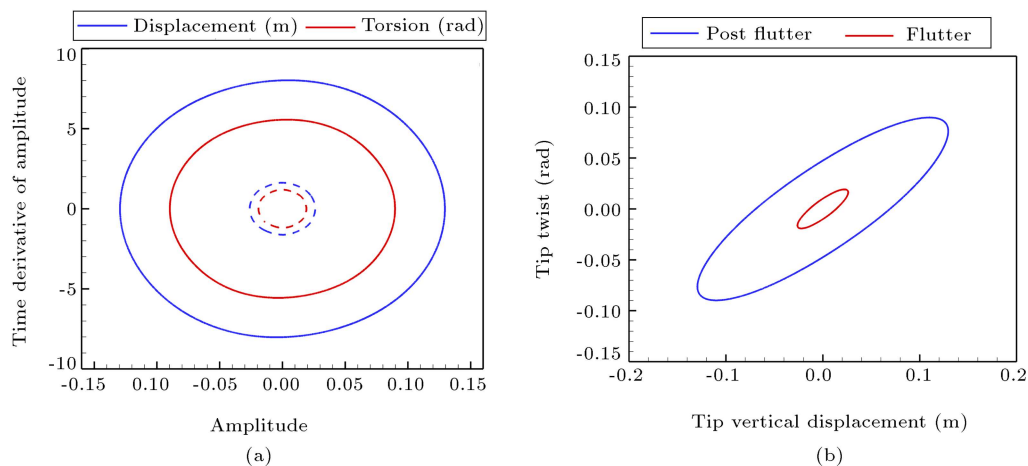 Displacement (m) Torsion (rad)
Time derivative of amplitude
10
5
0
-5
-10
-0.15 0.10 -0.05 0.00 0.05 0.10 0.15
Amplitude
(a)
Post flutter Flutter
Tip twist (rad)
0.15
0.10
0.05
0.00
-0.05
-0.10
-0.15
-0.2 -0.1 0.0 0.1 0.2
Tip vertical displacement (m)
(b)